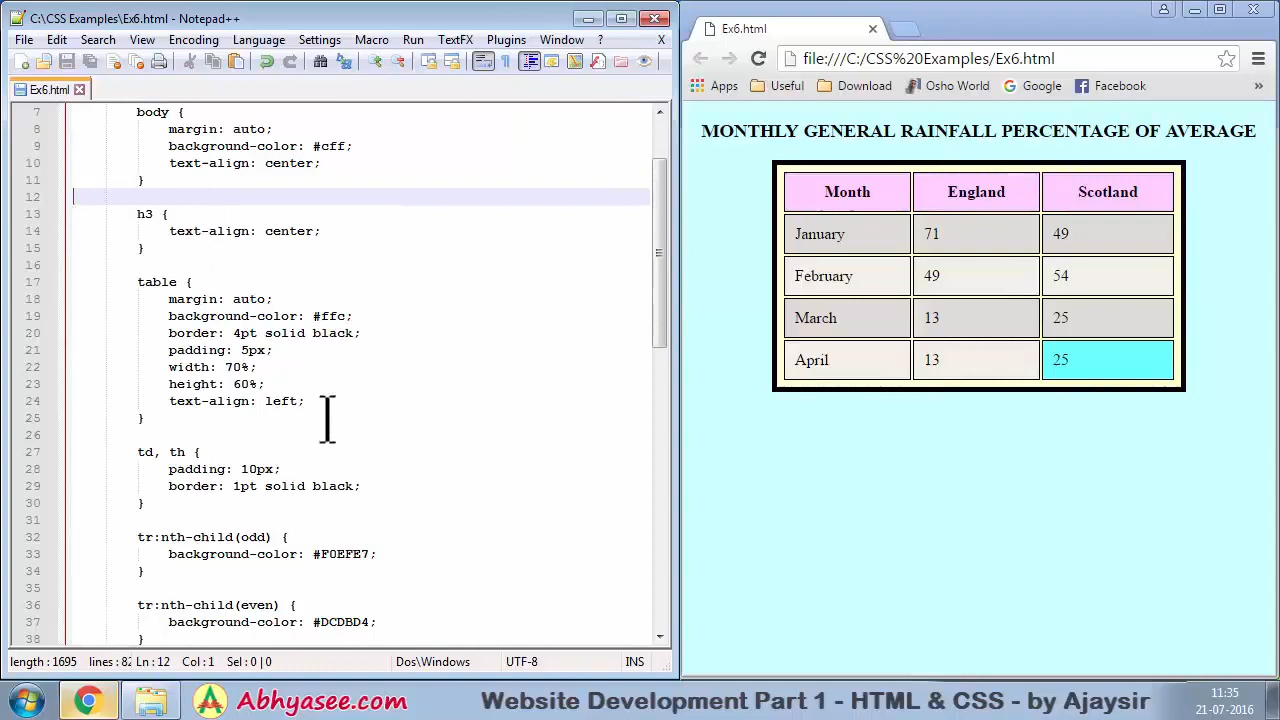 C:\CSS Examples\Ex6.html - Notepad++
File Edit Search View Encoding Language Settings Macro Run TextFX Plugins Window ? X
Ex6.html
7 body {
8 margin: auto;
9 background-color: #cff;
10 text-align: center;
11 }
12
13 h3 {
14 text-align: center;
15 }
16
17 table {
18 margin: auto;
19 background-color: #ffc;
20 border: 4pt solid black;
21 padding: 5px;
22 width: 70%;
23 height: 60%;
24 text-align: left;
25 }
26
27 td, th {
28 padding: 10px;
29 border: 1pt solid black;
30 }
31
32 tr:nth-child(odd) {
33 background-color: #F0EFE7;
34 }
35
36 tr:nth-child(even) {
37 background-color: #DCDBD4;
38 }
length : 1695 lines : 82 Ln : 12 Col : 1 Sel : 0 | 0 Dos\Windows UTF-8 INS
Ex6.html
file:///C:/CSS%20Examples/Ex6.html
Apps Useful Download Osho World Google Facebook »
MONTHLY GENERAL RAINFALL PERCENTAGE OF AVERAGE
Month England Scotland
January 71 49
February 49 54
March 13 25
April 13 25
Abhyasee.com
Website Development Part 1 - HTML & CSS - by Ajaysir
11:35
21-07-2016